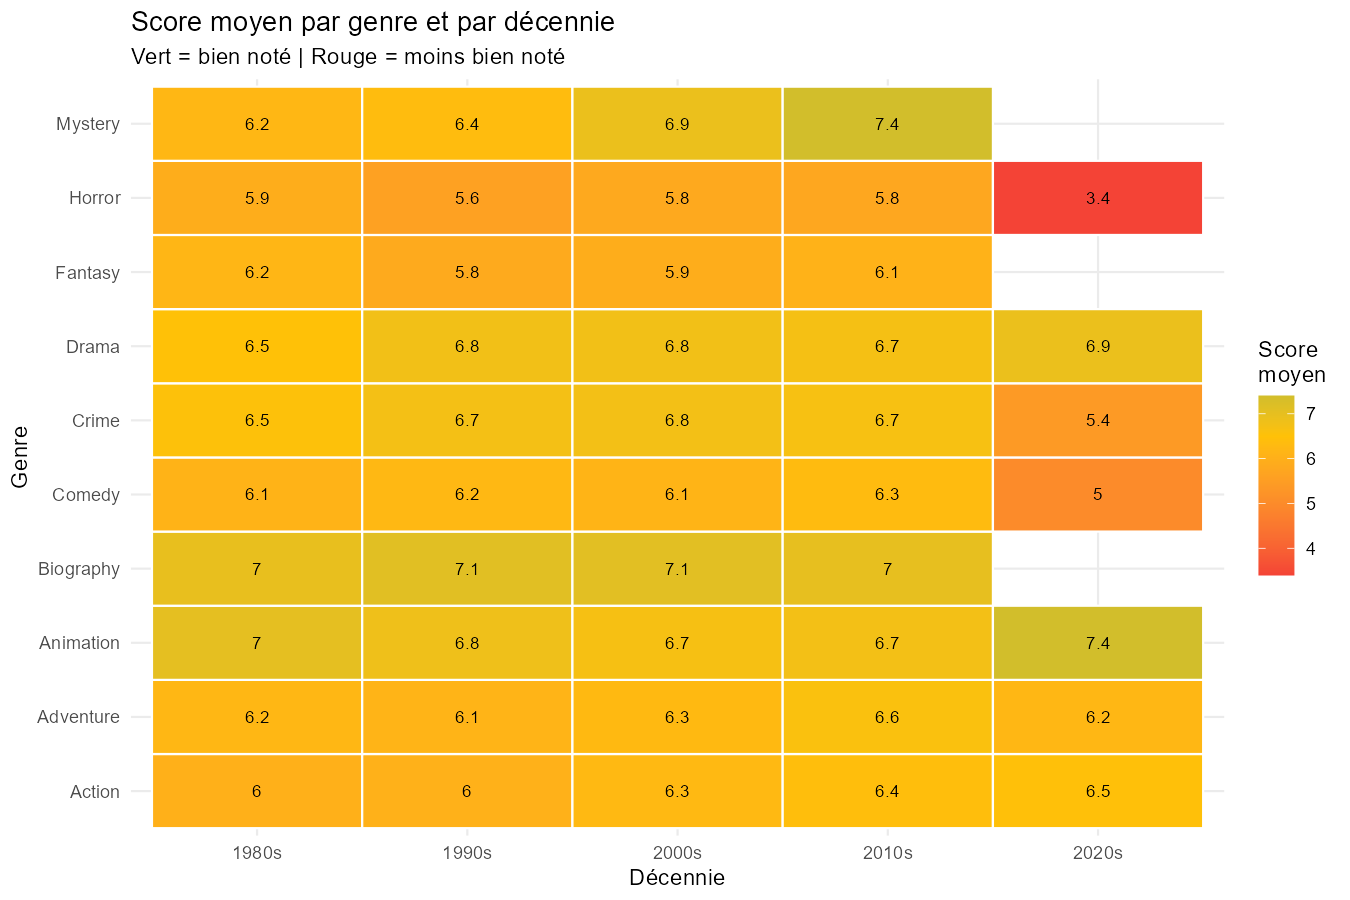 Score moyen par genre et par décennie
Vert = bien noté | Rouge = moins bien noté
Mystery 6.2 6.4 6.9 7.4
Horror 5.9 5.6 5.8 5.8 3.4
Fantasy 6.2 5.8 5.9 6.1
Drama 6.5 6.8 6.8 6.7 6.9
Crime 6.5 6.7 6.8 6.7 5.4
Comedy 6.1 6.2 6.1 6.3 5
Biography 7 7.1 7.1 7
Animation 7 6.8 6.7 6.7 7.4
Adventure 6.2 6.1 6.3 6.6 6.2
Action 6 6 6.3 6.4 6.5
1980s 1990s 2000s 2010s 2020s
Décennie
Genre
Score
moyen
7
6
5
4